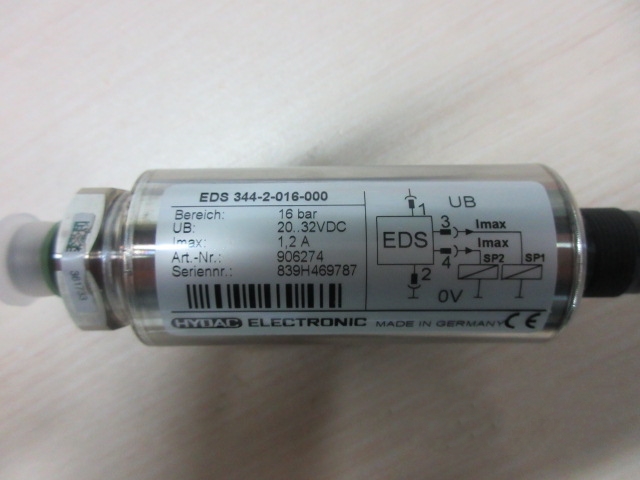 EDS 344-2-016-000
Bereich: 16 bar
UB: 20..32VDC
Imax: 1,2 A
Art.-Nr.: 906274
Seriennr.: 839H469787
HYDAC ELECTRONIC MADE IN GERMANY CE
1 UB
3 Imax
EDS Imax
4 SP2 SP1
2
0V